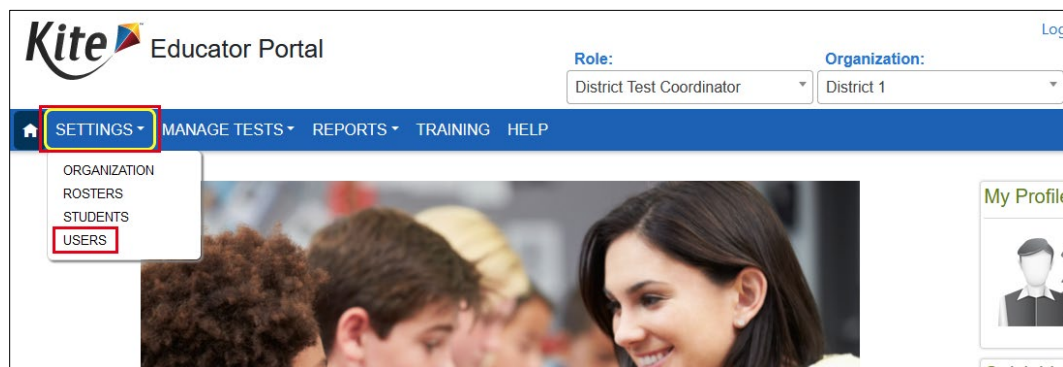 Log
Kite Educator Portal
Role: Organization:
District Test Coordinator District 1
SETTINGS MANAGE TESTS REPORTS TRAINING HELP
ORGANIZATION
ROSTERS
STUDENTS
USERS
My Profile